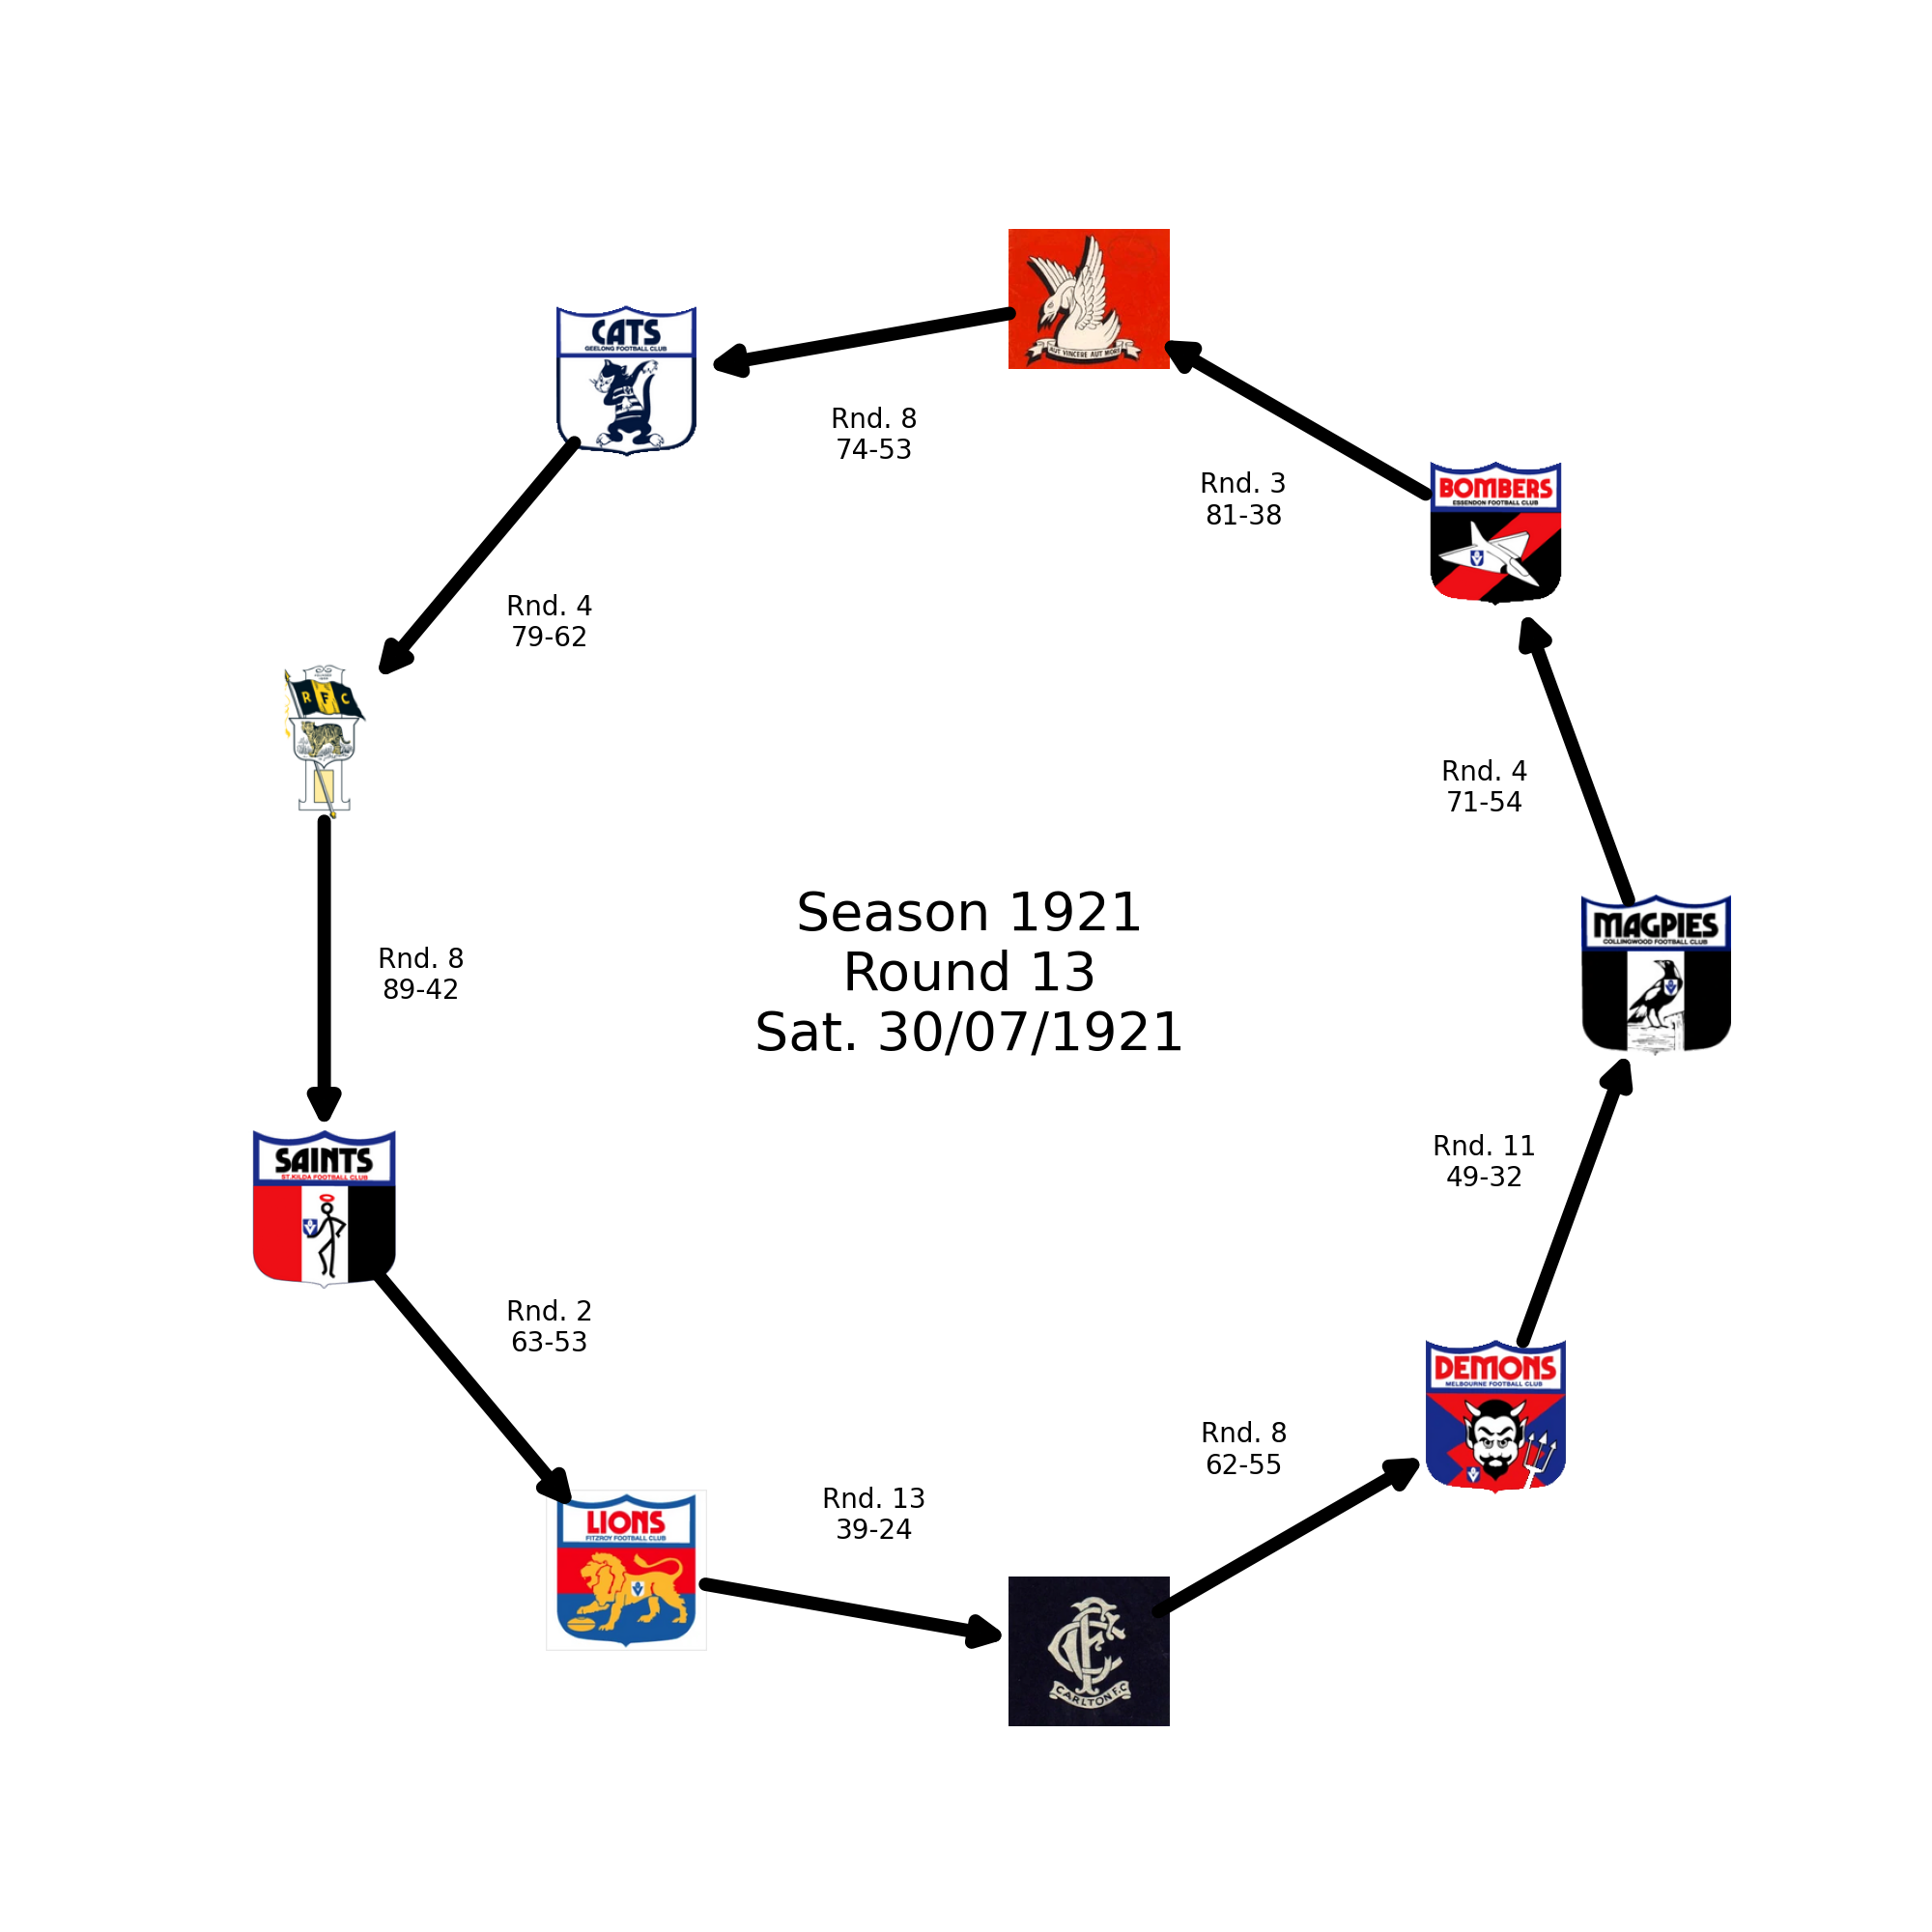 AUT VINCERE AUT MORI
CATS
GEELONG FOOTBALL CLUB
Rnd. 8
74-53
Rnd. 3
81-38
BOMBERS
ESSENDON FOOTBALL CLUB
Rnd. 4
79-62
R F C
Rnd. 4
71-54
Season 1921
Round 13
Sat. 30/07/1921
MAGPIES
COLLINGWOOD FOOTBALL CLUB
Rnd. 8
89-42
SAINTS
ST.KILDA FOOTBALL CLUB
Rnd. 11
49-32
Rnd. 2
63-53
DEMONS
MELBOURNE FOOTBALL CLUB
Rnd. 8
62-55
LIONS
FITZROY FOOTBALL CLUB
Rnd. 13
39-24
CFC
CARLTON F.C